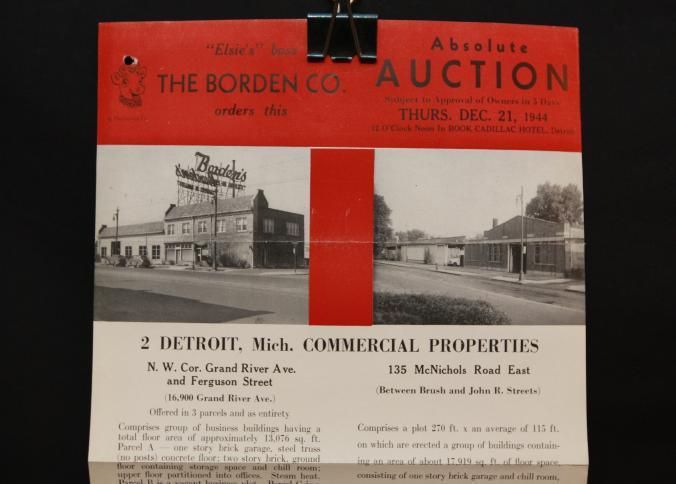 "Elsie's" boss
THE BORDEN CO.
orders this
Absolute
AUCTION
Subject to Approval of Owners in 5 Days
THURS. DEC. 21, 1944
12 O'Clock Noon In BOOK CADILLAC HOTEL, Detroit
Borden's
2 DETROIT, Mich. COMMERCIAL PROPERTIES
N. W. Cor. Grand River Ave.
and Ferguson Street
(16,900 Grand River Ave.)
Offered in 3 parcels and as entirety
Comprises group of business buildings having a
total floor area of approximately 13,076 sq. ft.
Parcel A — one story brick garage, steel truss
(no posts) concrete floor; two story brick, ground
floor containing storage space and chill room;
upper floor partitioned into offices. Steam heat.
Parcel B is a vacant business plot.
135 McNichols Road East
(Between Brush and John R. Streets)
Comprises a plot 270 ft. x an average of 115 ft.
on which are erected a group of buildings contain-
ing an area of about 17,919 sq. ft. of floor space,
consisting of one story brick garage and chill room,